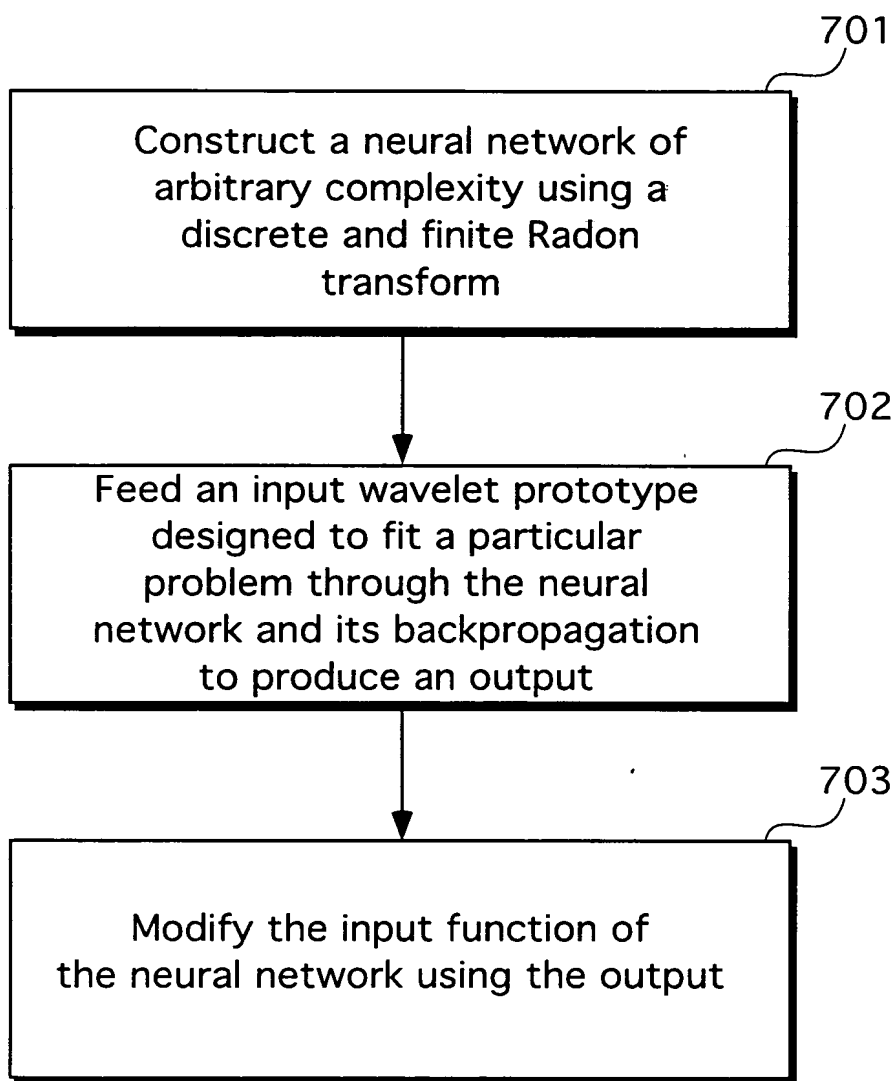 701
Construct a neural network of
arbitrary complexity using a
discrete and finite Radon
transform
702
Feed an input wavelet prototype
designed to fit a particular
problem through the neural
network and its backpropagation
to produce an output
703
Modify the input function of
the neural network using the output